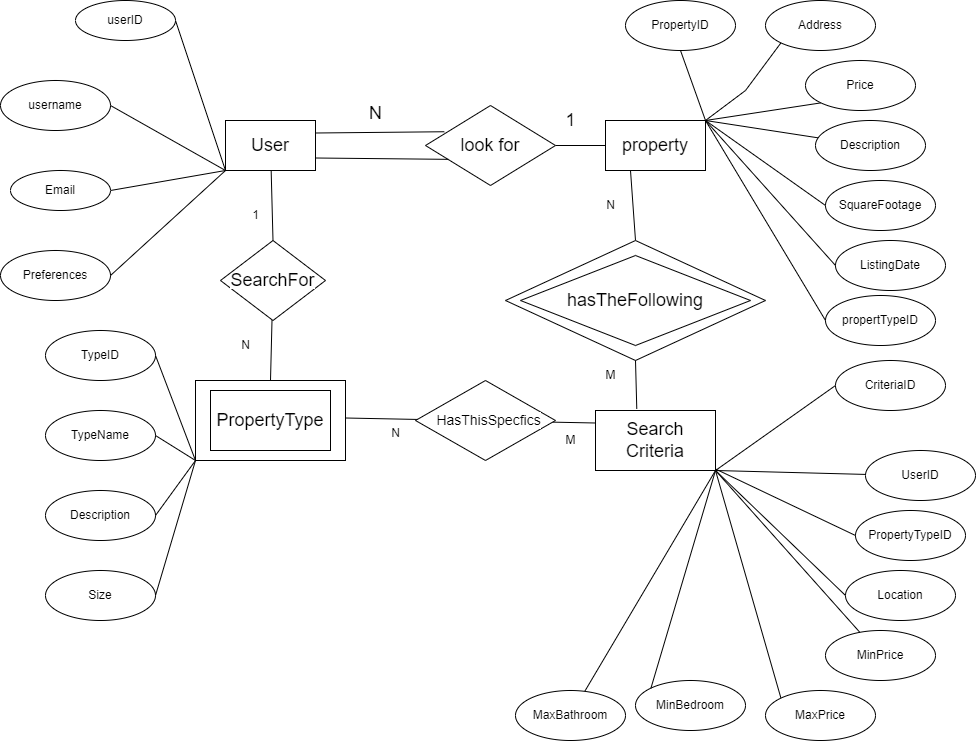 userID
PropertyID
Address
username
N
Price
User
look for
1
property
Description
Email
SquareFootage
1
N
Preferences
SearchFor
hasTheFollowing
ListingDate
propertTypeID
N
TypeID
M
CriteriaID
PropertyType
HasThisSpecfics
Search
Criteria
TypeName
N
M
UserID
Description
PropertyTypeID
Size
Location
MinPrice
MaxBathroom
MinBedroom
MaxPrice